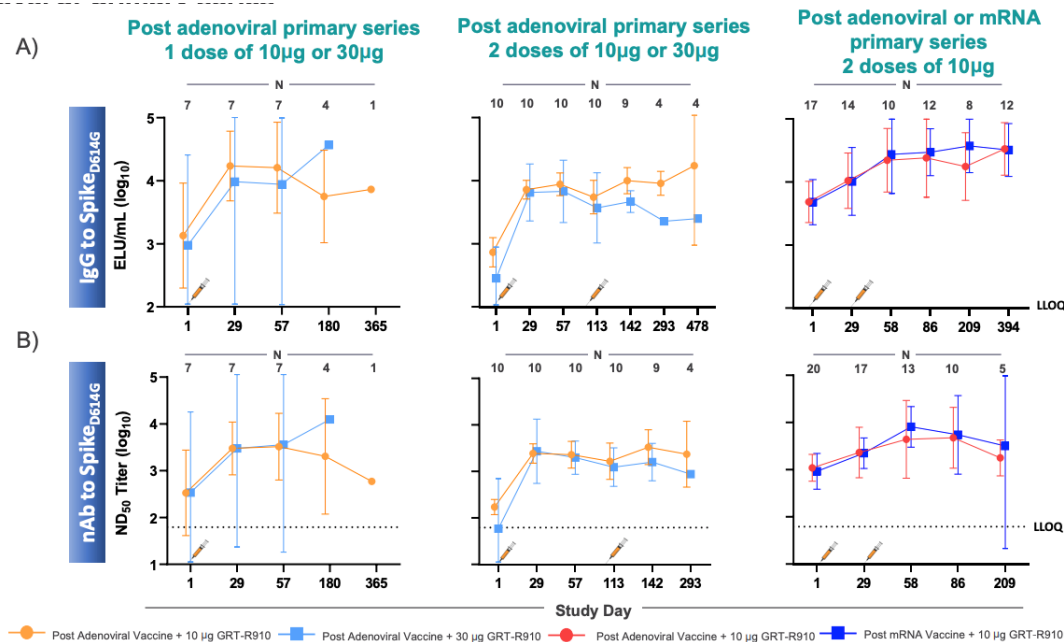 Post adenoviral primary series
1 dose of 10µg or 30µg
Post adenoviral primary series
2 doses of 10µg or 30µg
Post adenoviral or mRNA
primary series
2 doses of 10µg
A)
N
7 7 7 4 1
N
10 10 10 10 9 4 4
N
17 14 10 12 8 12
IgG to Spike_D614G
ELU/mL (log₁₀)
5
4
3
2
1 29 57 180 365
1 29 57 113 142 293 478
1 29 58 86 209 394
LLOQ
B)
N
7 7 7 4 1
N
10 10 10 10 9 4
N
20 17 13 10 5
nAb to Spike_D614G
ND₅₀ Titer (log₁₀)
5
4
3
2
1
LLOQ
1 29 57 180 365
1 29 57 113 142 293
1 29 58 86 209
Study Day
Post Adenoviral Vaccine + 10 µg GRT-R910
Post Adenoviral Vaccine + 30 µg GRT-R910
Post Adenoviral Vaccine + 10 µg GRT-R910
Post mRNA Vaccine + 10 µg GRT-R910